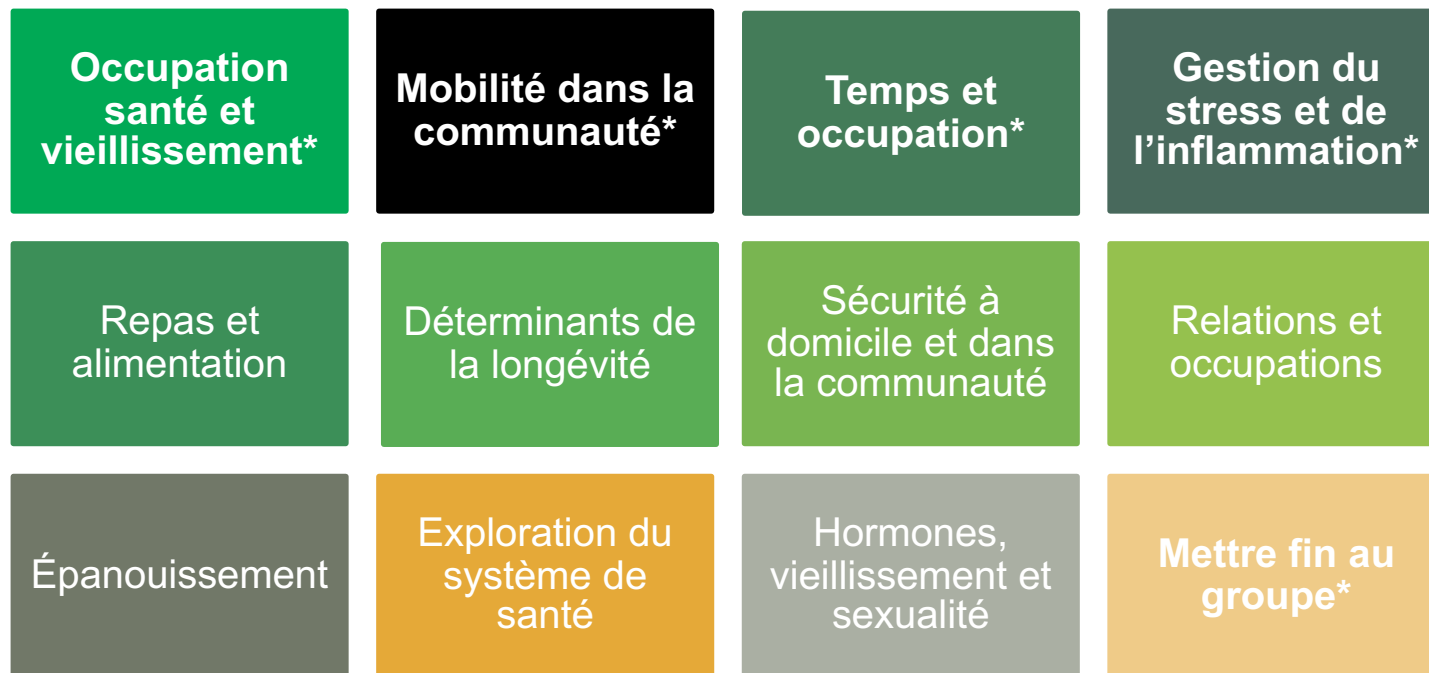 Occupation
santé et
vieillissement*
Mobilité dans la
communauté*
Temps et
occupation*
Gestion du
stress et de
l’inflammation*
Repas et
alimentation
Déterminants de
la longévité
Sécurité à
domicile et dans
la communauté
Relations et
occupations
Épanouissement
Exploration du
système de
santé
Hormones,
vieillissement et
sexualité
Mettre fin au
groupe*